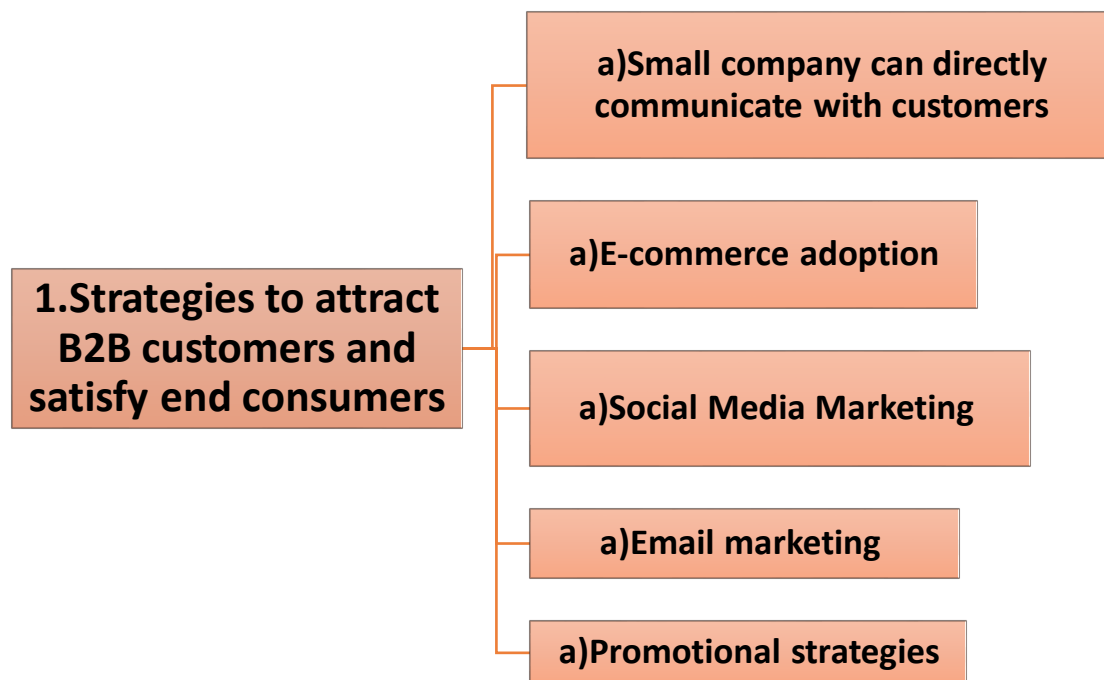 a)Small company can directly
communicate with customers
a)E-commerce adoption
1.Strategies to attract
B2B customers and
satisfy end consumers
a)Social Media Marketing
a)Email marketing
a)Promotional strategies